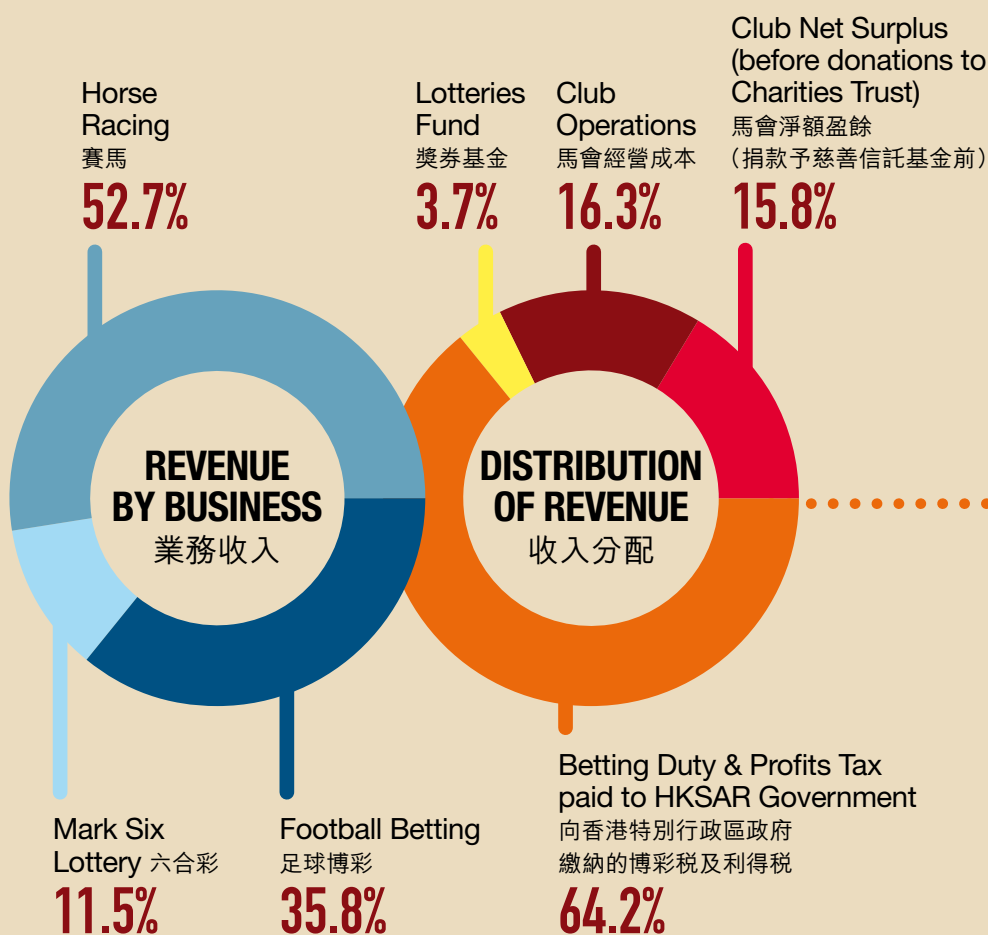 Horse
Racing
賽馬
52.7%
Lotteries
Fund
獎券基金
3.7%
Club
Operations
馬會經營成本
16.3%
Club Net Surplus
(before donations to
Charities Trust)
馬會淨額盈餘
（捐款予慈善信託基金前）
15.8%
REVENUE
BY BUSINESS
業務收入
DISTRIBUTION
OF REVENUE
收入分配
Mark Six
Lottery 六合彩
11.5%
Football Betting
足球博彩
35.8%
Betting Duty & Profits Tax
paid to HKSAR Government
向香港特別行政區政府
繳納的博彩税及利得税
64.2%